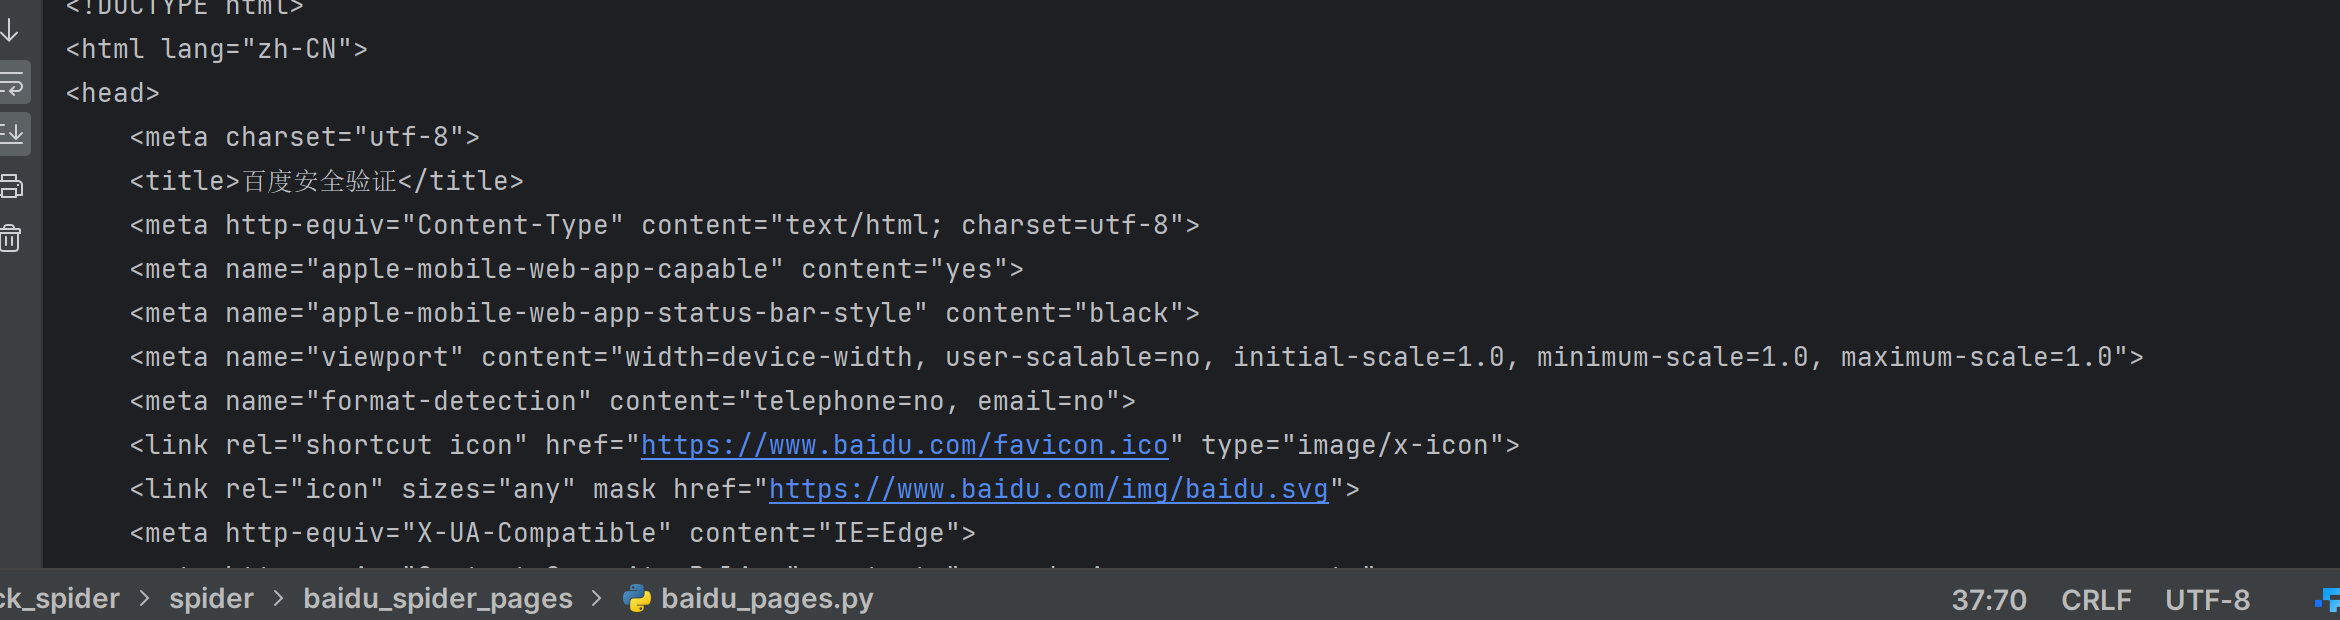 <!DOCTYPE html>
<html lang="zh-CN">
<head>
<meta charset="utf-8">
<title>百度安全验证</title>
<meta http-equiv="Content-Type" content="text/html; charset=utf-8">
<meta name="apple-mobile-web-app-capable" content="yes">
<meta name="apple-mobile-web-app-status-bar-style" content="black">
<meta name="viewport" content="width=device-width, user-scalable=no, initial-scale=1.0, minimum-scale=1.0, maximum-scale=1.0">
<meta name="format-detection" content="telephone=no, email=no">
<link rel="shortcut icon" href="https://www.baidu.com/favicon.ico" type="image/x-icon">
<link rel="icon" sizes="any" mask href="https://www.baidu.com/img/baidu.svg">
<meta http-equiv="X-UA-Compatible" content="IE=Edge">
ck_spider > spider > baidu_spider_pages > baidu_pages.py 37:70 CRLF UTF-8